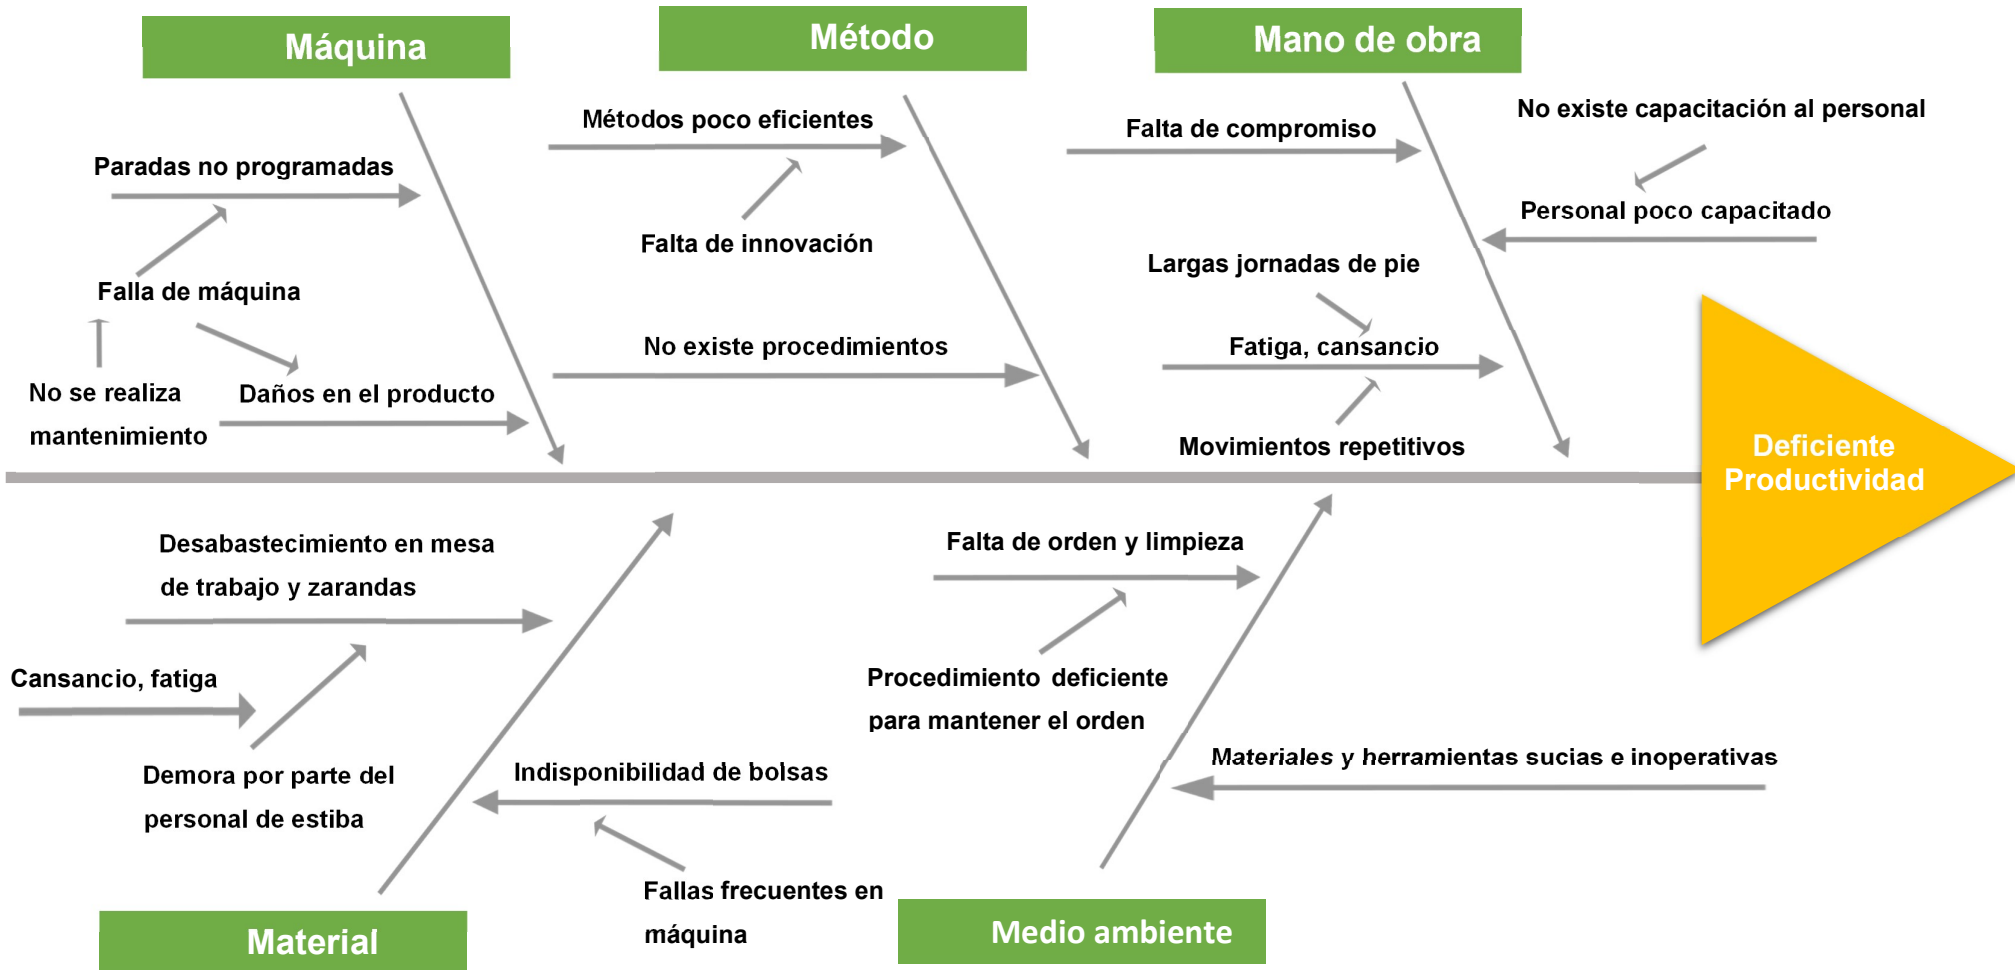 Máquina
Método
Mano de obra
Métodos poco eficientes
Falta de compromiso
No existe capacitación al personal
Paradas no programadas
Personal poco capacitado
Falta de innovación
Largas jornadas de pie
Falla de máquina
No existe procedimientos
Fatiga, cansancio
No se realiza
mantenimiento
Daños en el producto
Movimientos repetitivos
Deficiente
Productividad
Desabastecimiento en mesa
de trabajo y zarandas
Falta de orden y limpieza
Cansancio, fatiga
Procedimiento deficiente
para mantener el orden
Demora por parte del
personal de estiba
Indisponibilidad de bolsas
Materiales y herramientas sucias e inoperativas
Fallas frecuentes en
máquina
Material
Medio ambiente